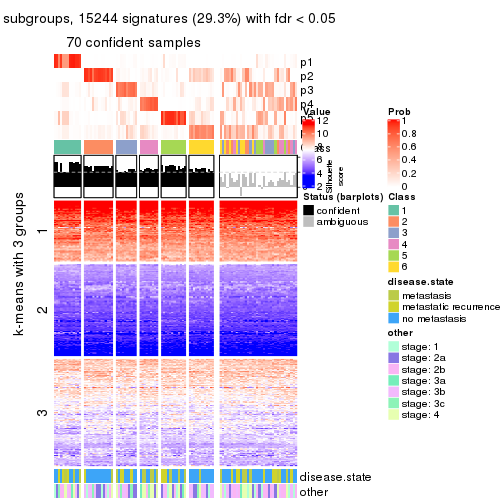 subgroups, 15244 signatures (29.3%) with fdr < 0.05
70 confident samples
p1
p2
p3
p4
Value
12
10
8
6
4
2
Silhouette
score
Prob
1
0.8
0.6
0.4
0.2
0
Status (barplots)
confident
ambiguous
Class
1
2
3
4
5
6
disease.state
metastasis
metastatic recurrence
no metastasis
other
stage: 1
stage: 2a
stage: 2b
stage: 3a
stage: 3b
stage: 3c
stage: 4
k-means with 3 groups
1
2
3
disease.state
other